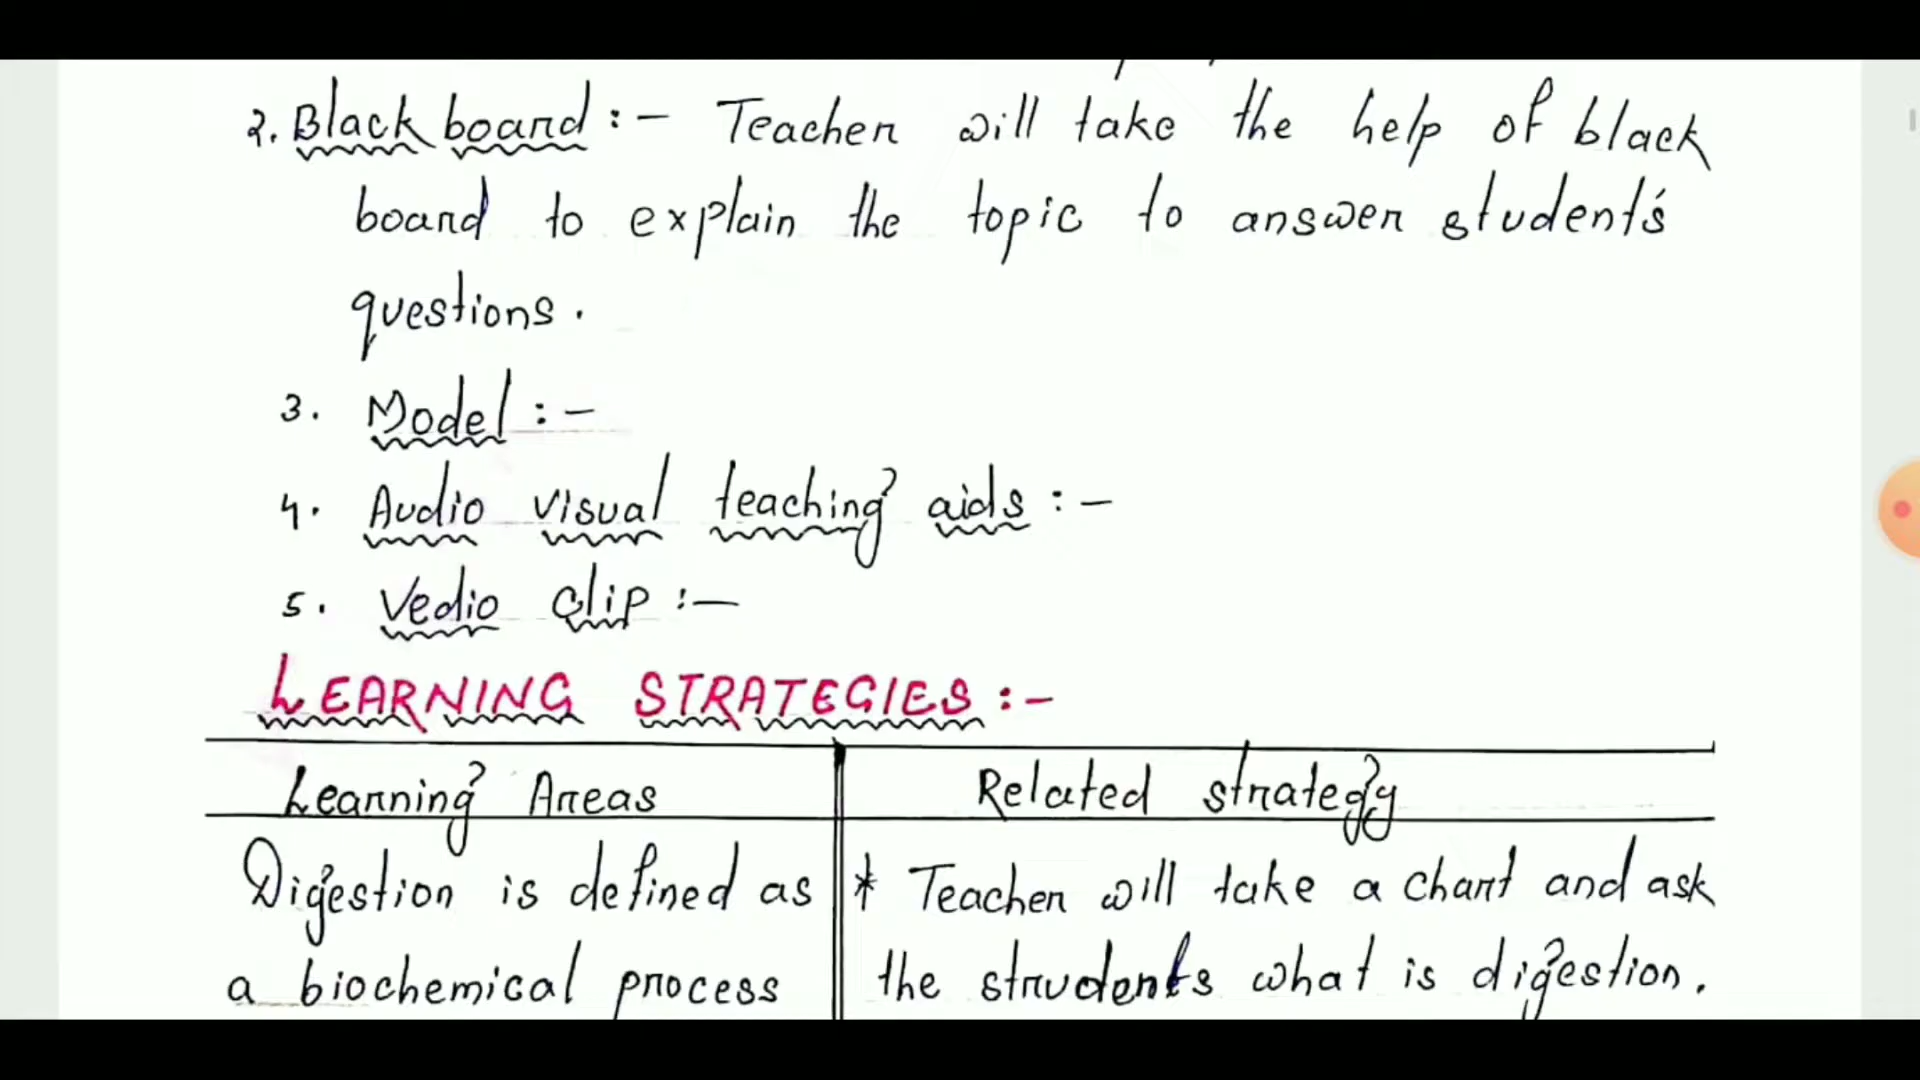 2. Black board :- Teacher will take the help of black
board to explain the topic to answer student's
questions.
3. Model :-
4. Audio visual teaching aids :-
5. Vedio clip :-
LEARNING STRATEGIES :-
Learning Areas
Related strategy
Digestion is defined as
a biochemical process
* Teacher will take a chart and ask
the strudents what is digestion.